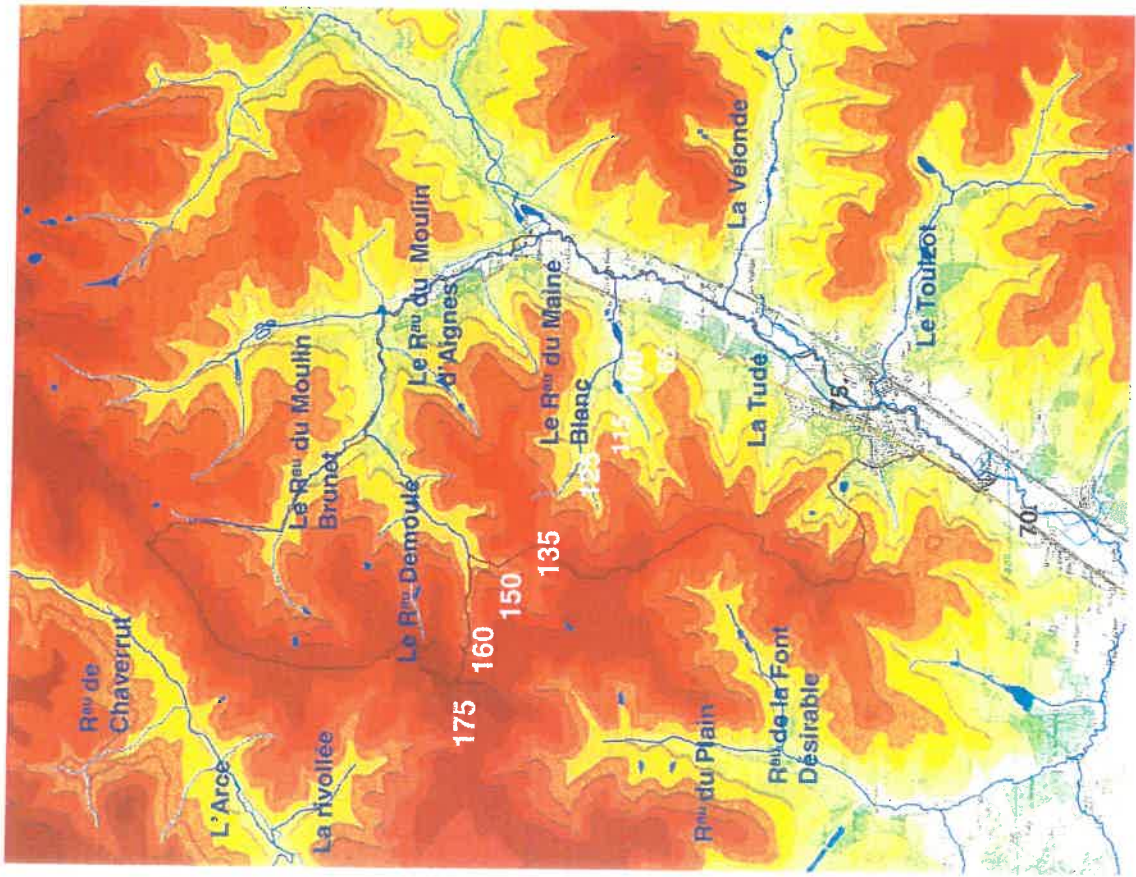 Rau de
Chaverrut
L'Arce
La rivollée
Le Rau du Moulin
Brunet
Le Rau Demoulé
Le Rau du Moulin
d'Aignes
Le Rau du Maine
Blanc
La Velonde
La Tude
Le Touizot
Rau du Plain
Rau de la Font
Désirable
175
160
150
135
125
115
100
75
70